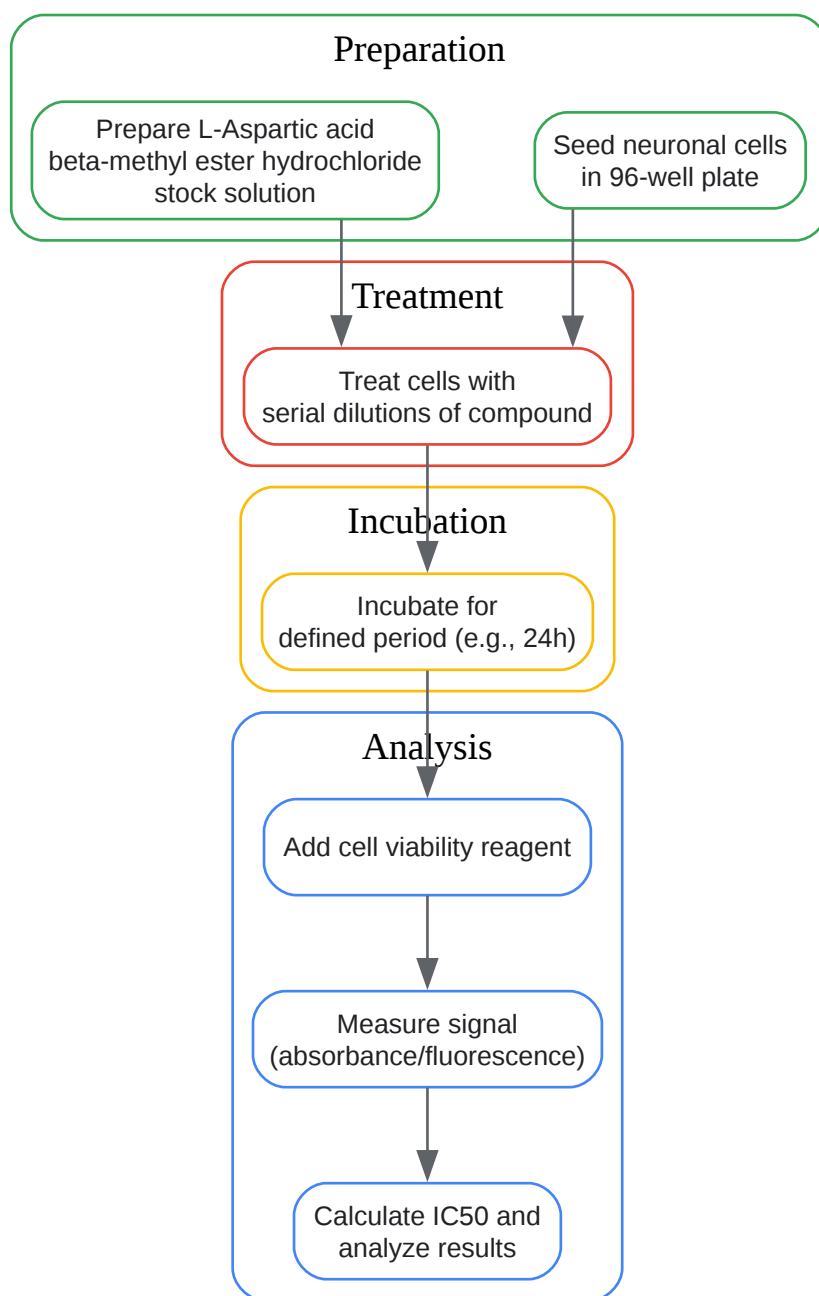 Preparation
Prepare L-Aspartic acid
beta-methyl ester hydrochloride
stock solution
Seed neuronal cells
in 96-well plate
Treatment
Treat cells with
serial dilutions of compound
Incubation
Incubate for
defined period (e.g., 24h)
Analysis
Add cell viability reagent
Measure signal
(absorbance/fluorescence)
Calculate IC50 and
analyze results